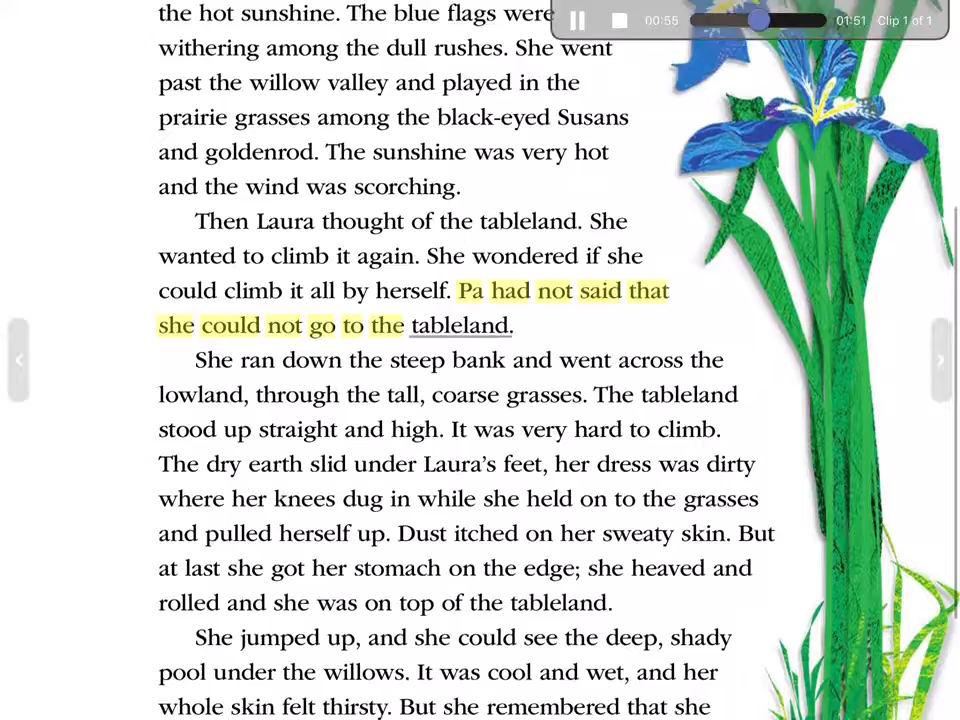 the hot sunshine. The blue flags were
00:55 01:51 Clip 1 of 1
withering among the dull rushes. She went
past the willow valley and played in the
prairie grasses among the black-eyed Susans
and goldenrod. The sunshine was very hot
and the wind was scorching.
Then Laura thought of the tableland. She
wanted to climb it again. She wondered if she
could climb it all by herself. Pa had not said that
she could not go to the tableland.
She ran down the steep bank and went across the
lowland, through the tall, coarse grasses. The tableland
stood up straight and high. It was very hard to climb.
The dry earth slid under Laura’s feet, her dress was dirty
where her knees dug in while she held on to the grasses
and pulled herself up. Dust itched on her sweaty skin. But
at last she got her stomach on the edge; she heaved and
rolled and she was on top of the tableland.
She jumped up, and she could see the deep, shady
pool under the willows. It was cool and wet, and her
whole skin felt thirsty. But she remembered that she